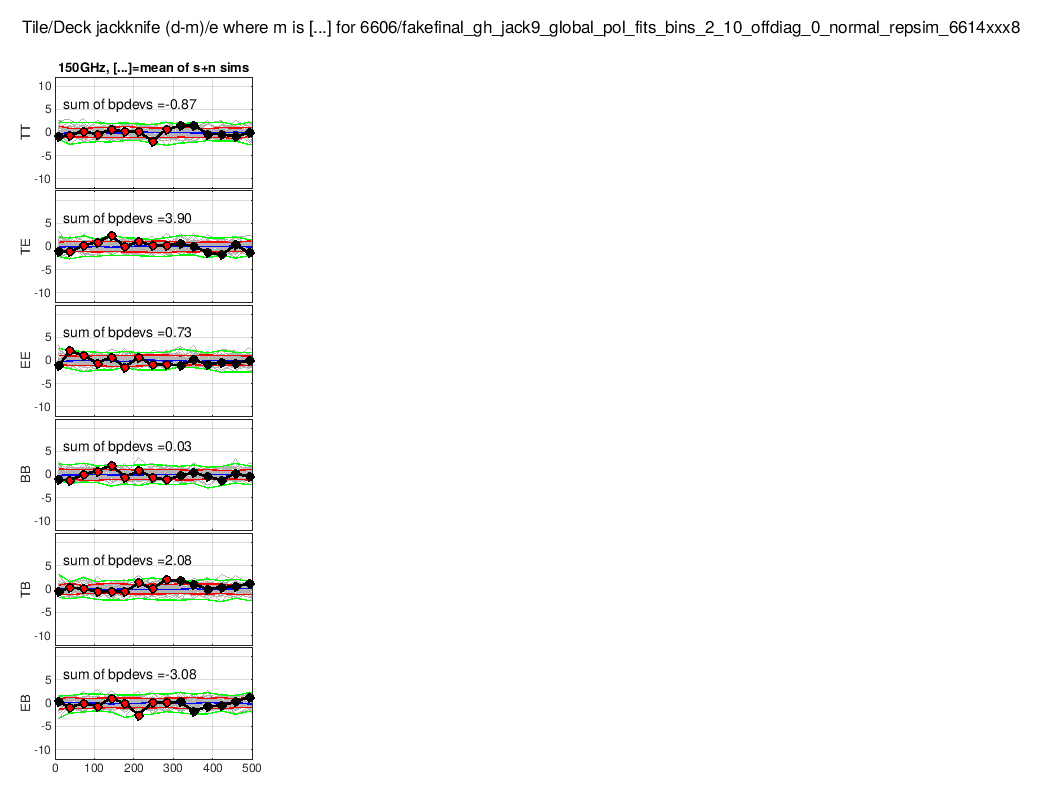 Tile/Deck jackknife (d-m)/e where m is [...] for 6606/fakefinal_gh_jack9_global_pol_fits_bins_2_10_offdiag_0_normal_repsim_6614xxx8
150GHz, [...]=mean of s+n sims
10
5
0
-5
-10
TT
sum of bpdevs =-0.87
5
0
-5
-10
TE
sum of bpdevs =3.90
5
0
-5
-10
EE
sum of bpdevs =0.73
5
0
-5
-10
BB
sum of bpdevs =0.03
5
0
-5
-10
TB
sum of bpdevs =2.08
5
0
-5
-10
EB
sum of bpdevs =-3.08
0 100 200 300 400 500